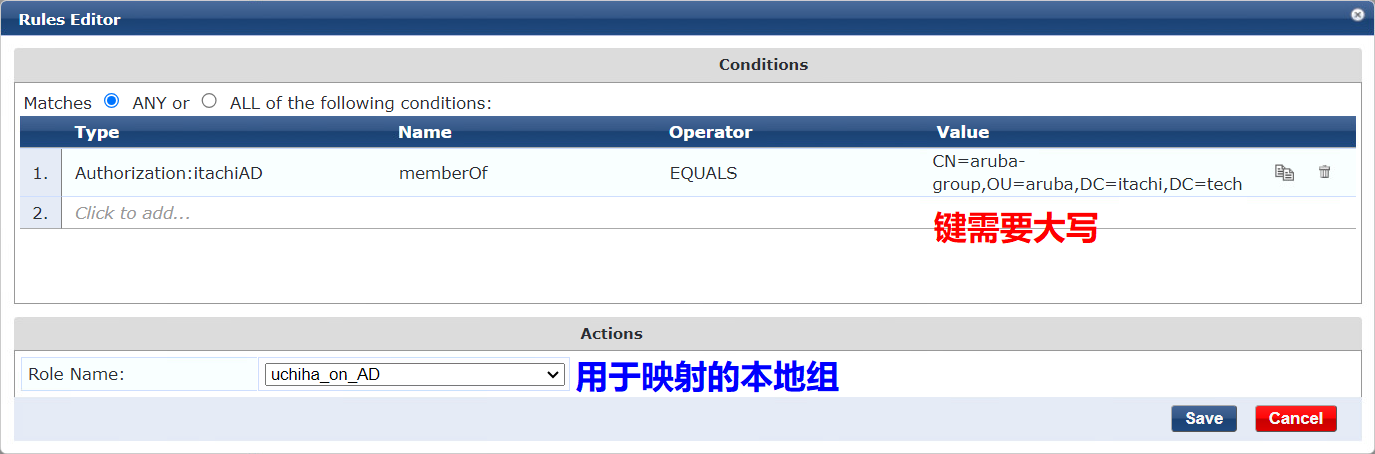 Rules Editor
Conditions
Matches ANY or ALL of the following conditions:
Type Name Operator Value
1. Authorization:itachiAD memberOf EQUALS CN=aruba-
group,OU=aruba,DC=itachi,DC=tech
2. Click to add...
键需要大写
Actions
Role Name: uchiha_on_AD 用于映射的本地组
Save Cancel